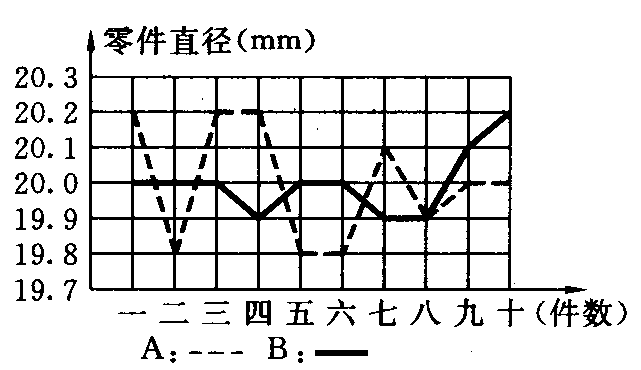 零件直径(mm)
20.3
20.2
20.1
20.0
19.9
19.8
19.7
一 二 三 四 五 六 七 八 九 十 (件数)
A: B: